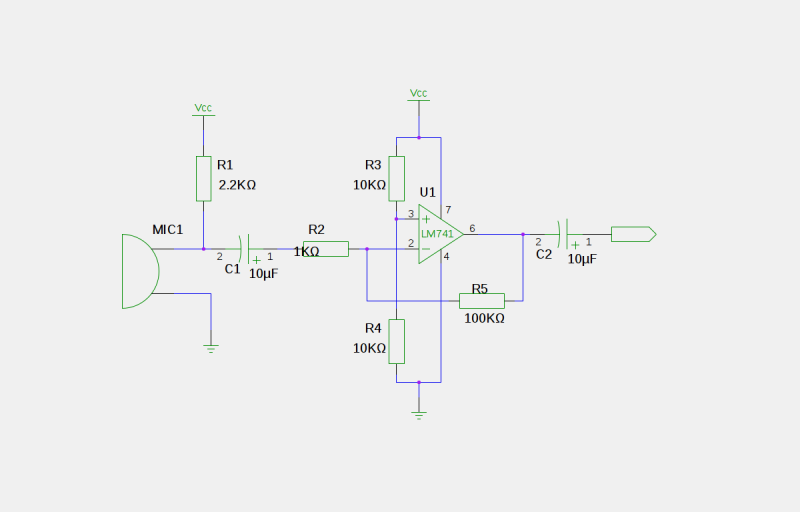 Vcc
Vcc
R1
2.2KΩ
R3
10KΩ
U1
7
3
+
LM741
6
2
−
4
MIC1
R2
1KΩ
2
1
+
C1
10µF
2
1
+
C2
10µF
R5
100KΩ
R4
10KΩ